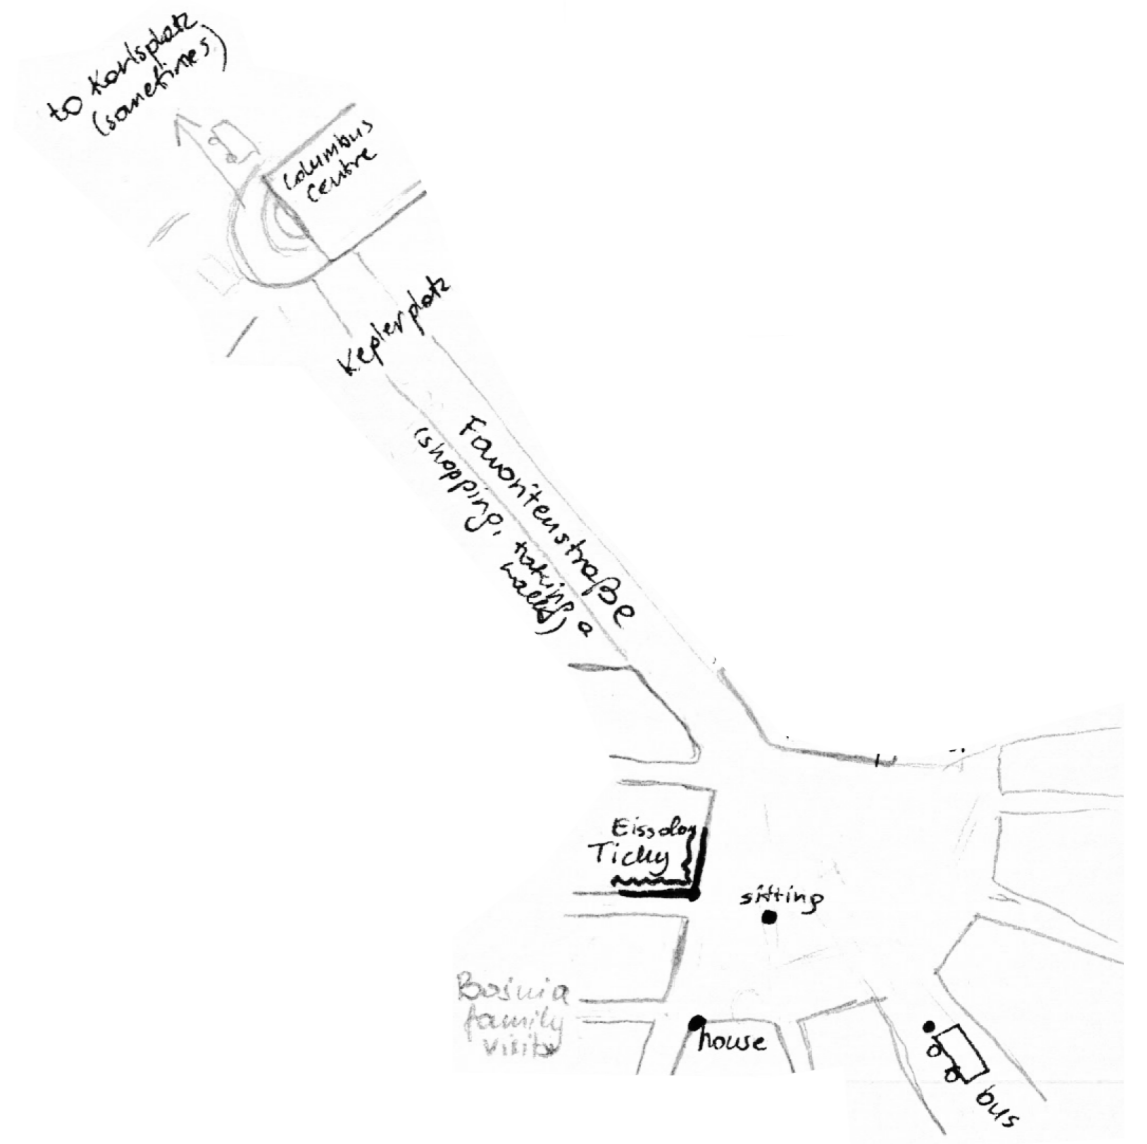 to Karlsplatz
(sometimes)
Columbus
Centre
Keplerplatz
Favoritenstraße
(shopping,
taking a
walk)
Eissalon
Tichy
sitting
Bosnia
family
visits
house
bus